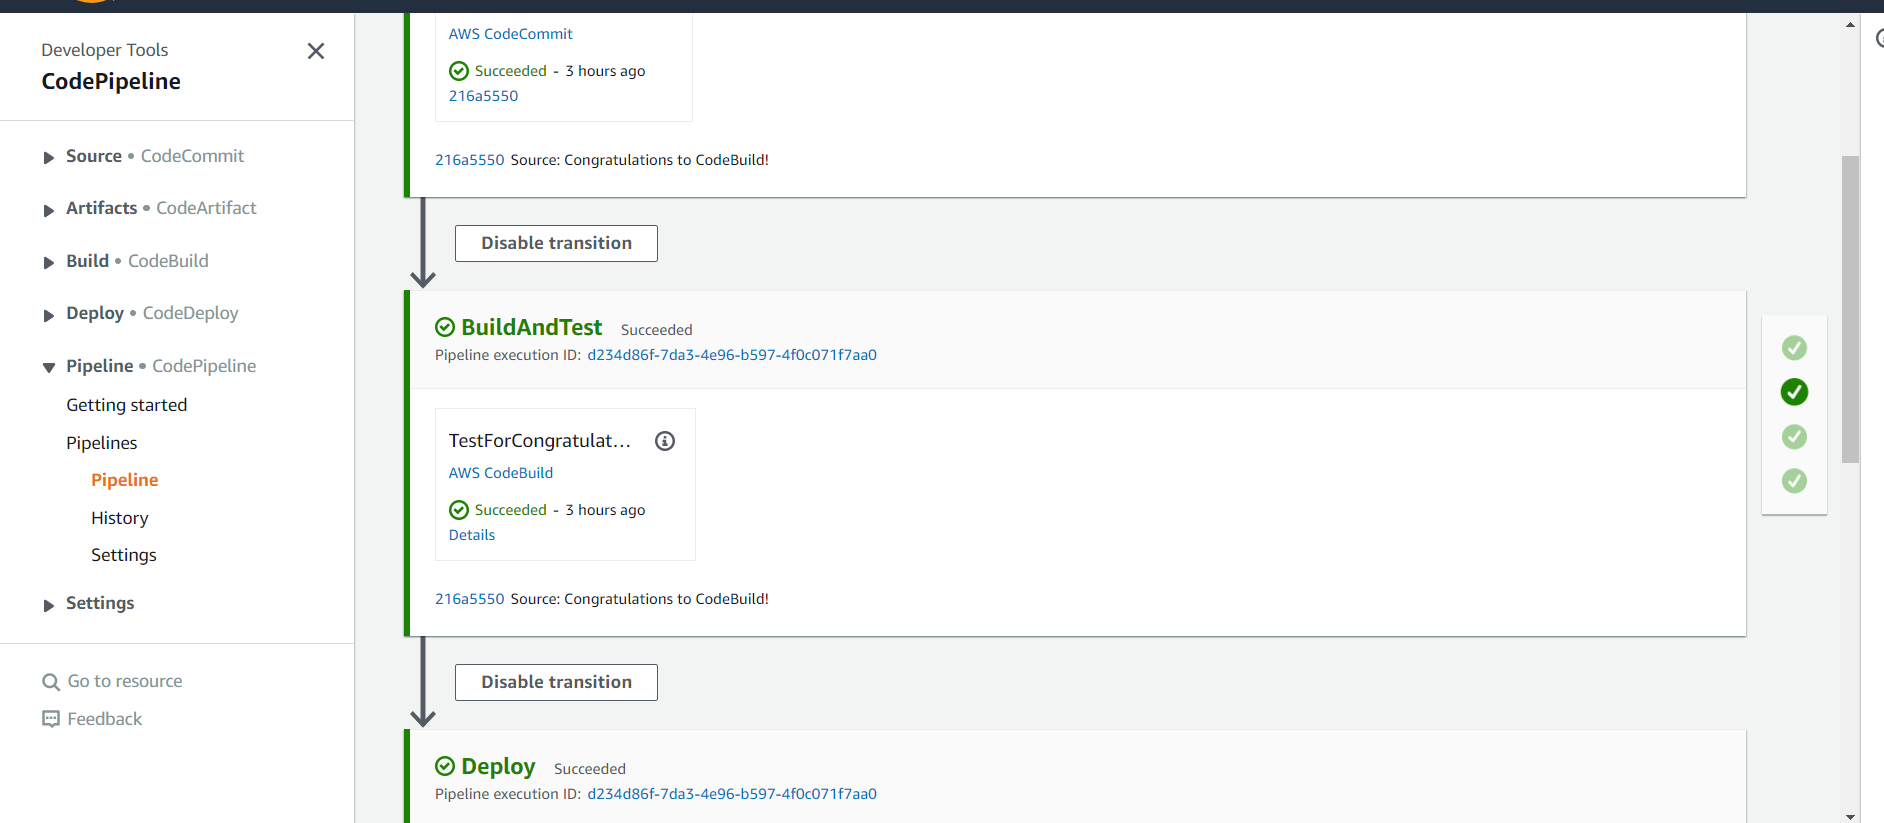 Developer Tools
CodePipeline
Source • CodeCommit
Artifacts • CodeArtifact
Build • CodeBuild
Deploy • CodeDeploy
Pipeline • CodePipeline
Getting started
Pipelines
Pipeline
History
Settings
Settings
Go to resource
Feedback
AWS CodeCommit
Succeeded - 3 hours ago
216a5550
216a5550 Source: Congratulations to CodeBuild!
Disable transition
BuildAndTest Succeeded
Pipeline execution ID: d234d86f-7da3-4e96-b597-4f0c071f7aa0
TestForCongratulat...
AWS CodeBuild
Succeeded - 3 hours ago
Details
216a5550 Source: Congratulations to CodeBuild!
Disable transition
Deploy Succeeded
Pipeline execution ID: d234d86f-7da3-4e96-b597-4f0c071f7aa0